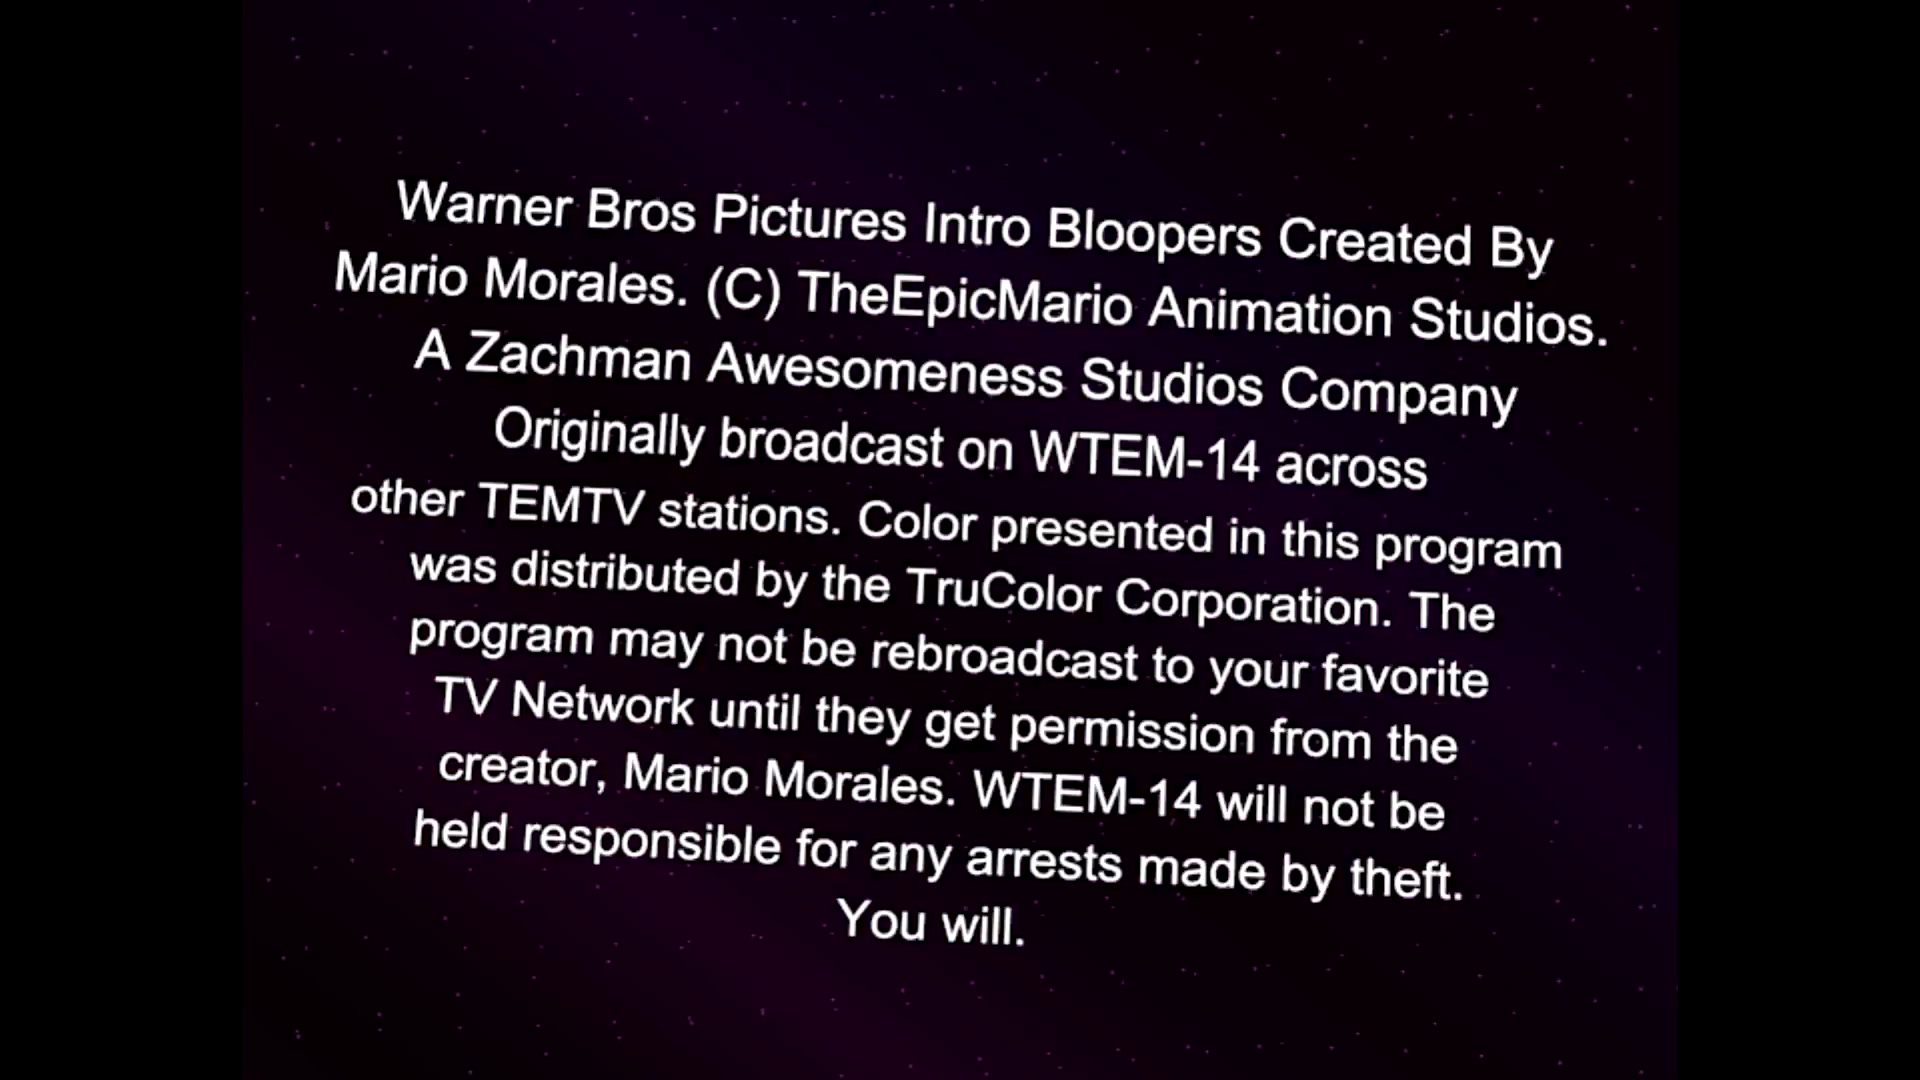 Warner Bros Pictures Intro Bloopers Created By
Mario Morales. (C) TheEpicMario Animation Studios.
A Zachman Awesomeness Studios Company
Originally broadcast on WTEM-14 across
other TEMTV stations. Color presented in this program
was distributed by the TruColor Corporation. The
program may not be rebroadcast to your favorite
TV Network until they get permission from the
creator, Mario Morales. WTEM-14 will not be
held responsible for any arrests made by theft.
You will.